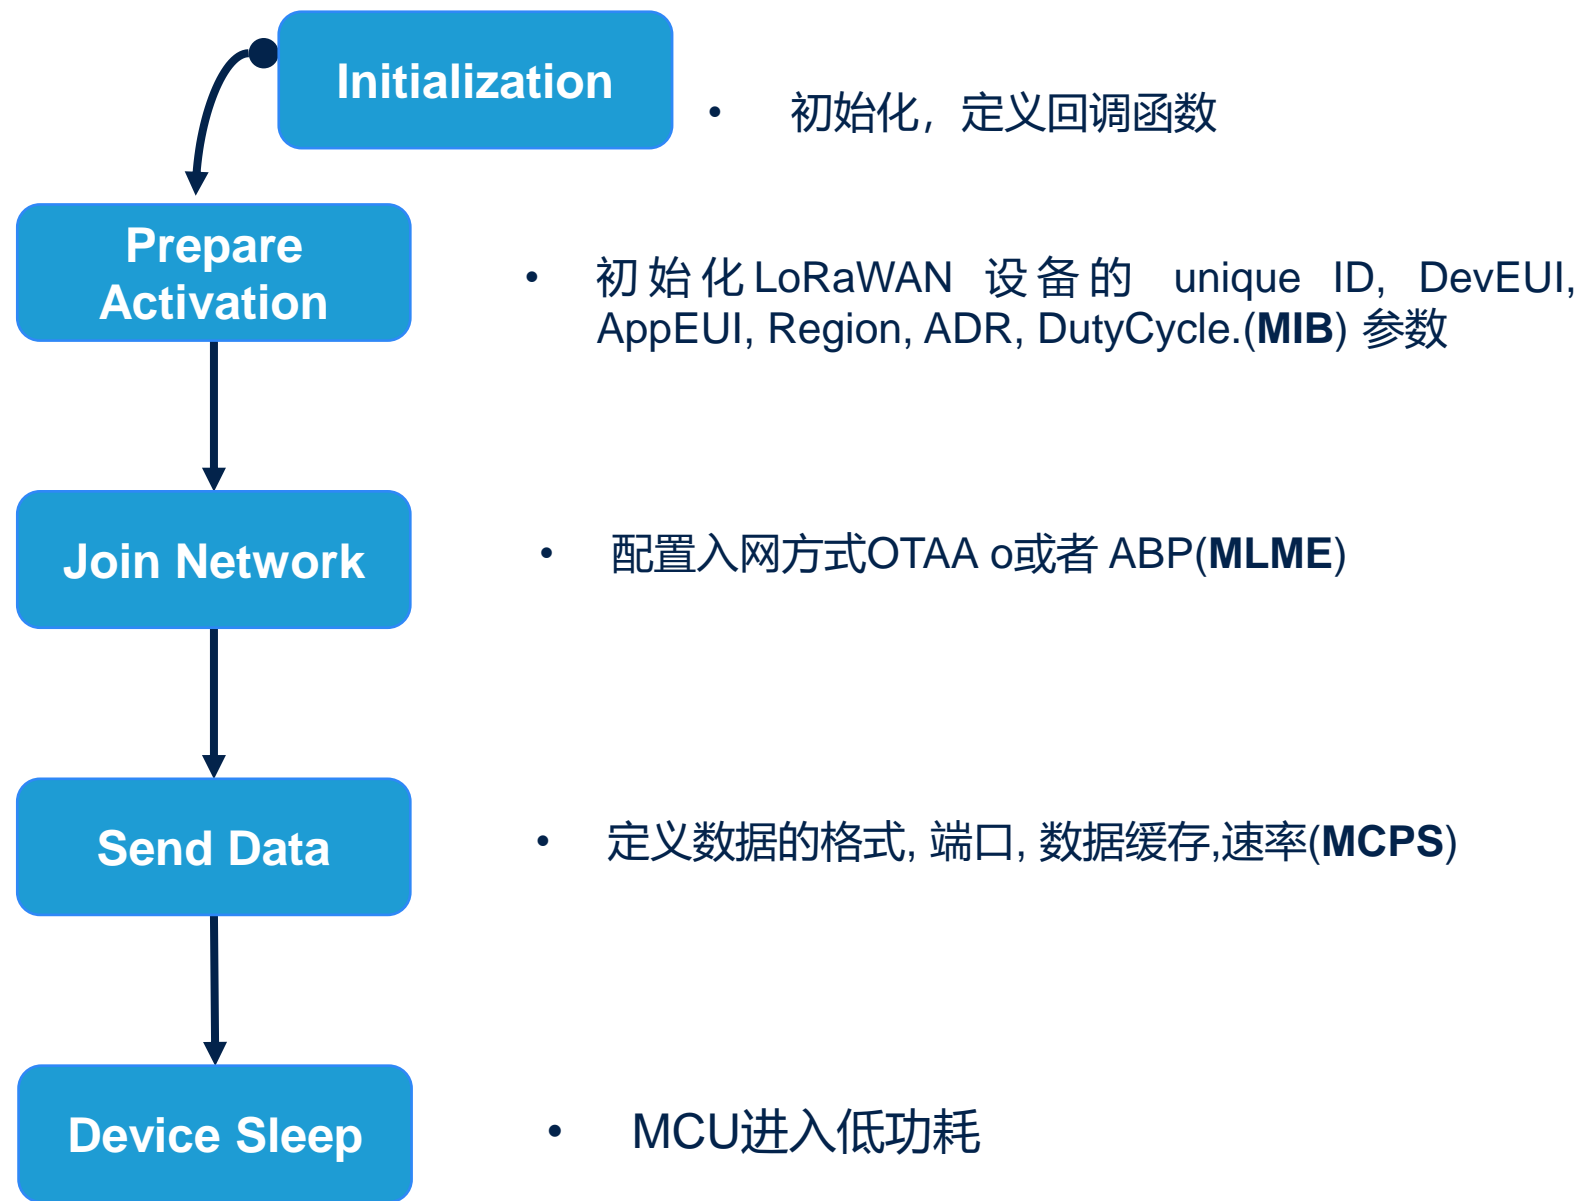 Initialization
• 初始化，定义回调函数
Prepare
Activation
• 初始化LoRaWAN 设备的 unique ID, DevEUI,
AppEUI, Region, ADR, DutyCycle.(MIB) 参数
Join Network
• 配置入网方式OTAA o或者 ABP(MLME)
Send Data
• 定义数据的格式, 端口, 数据缓存,速率(MCPS)
Device Sleep
• MCU进入低功耗